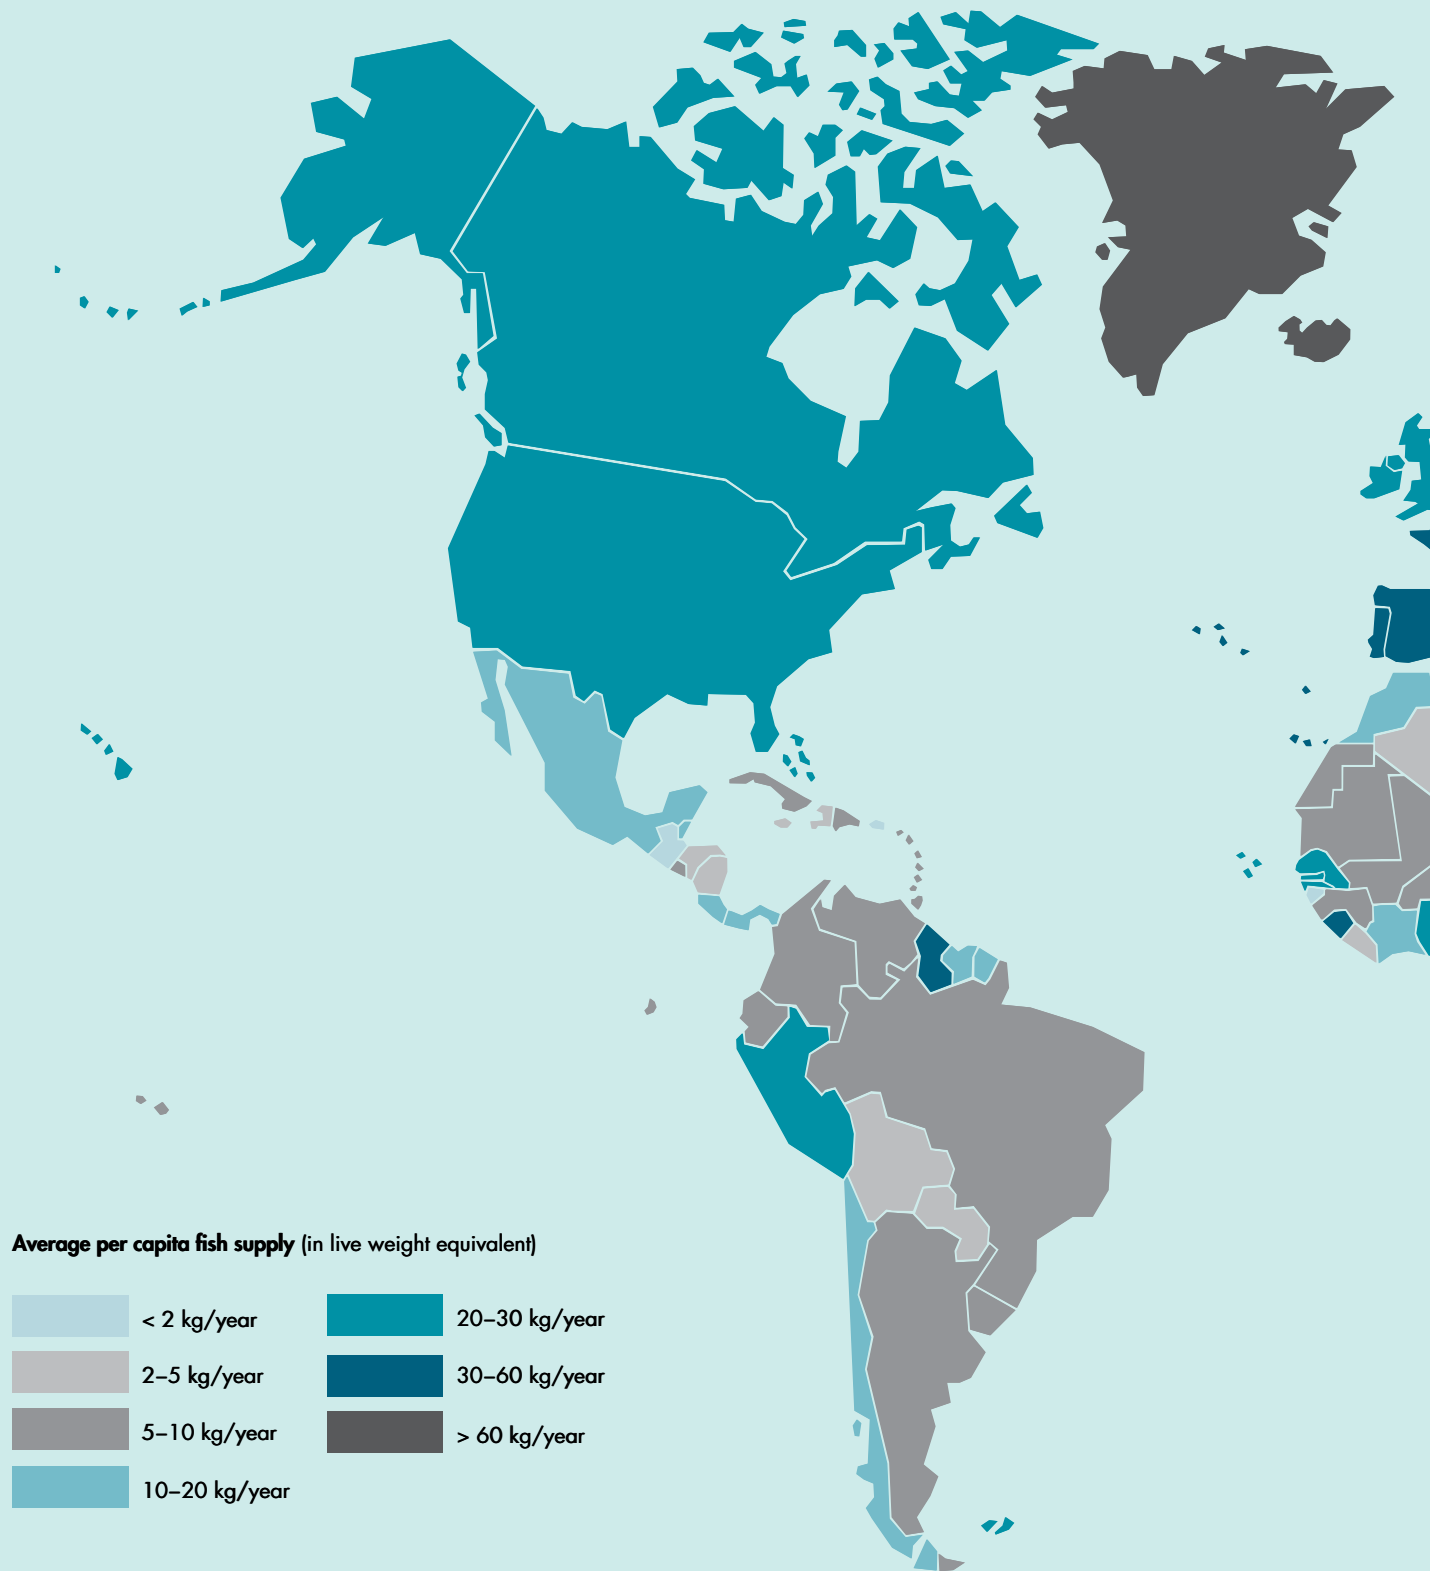 Average per capita fish supply (in live weight equivalent)
< 2 kg/year
2–5 kg/year
5–10 kg/year
10–20 kg/year
20–30 kg/year
30–60 kg/year
> 60 kg/year